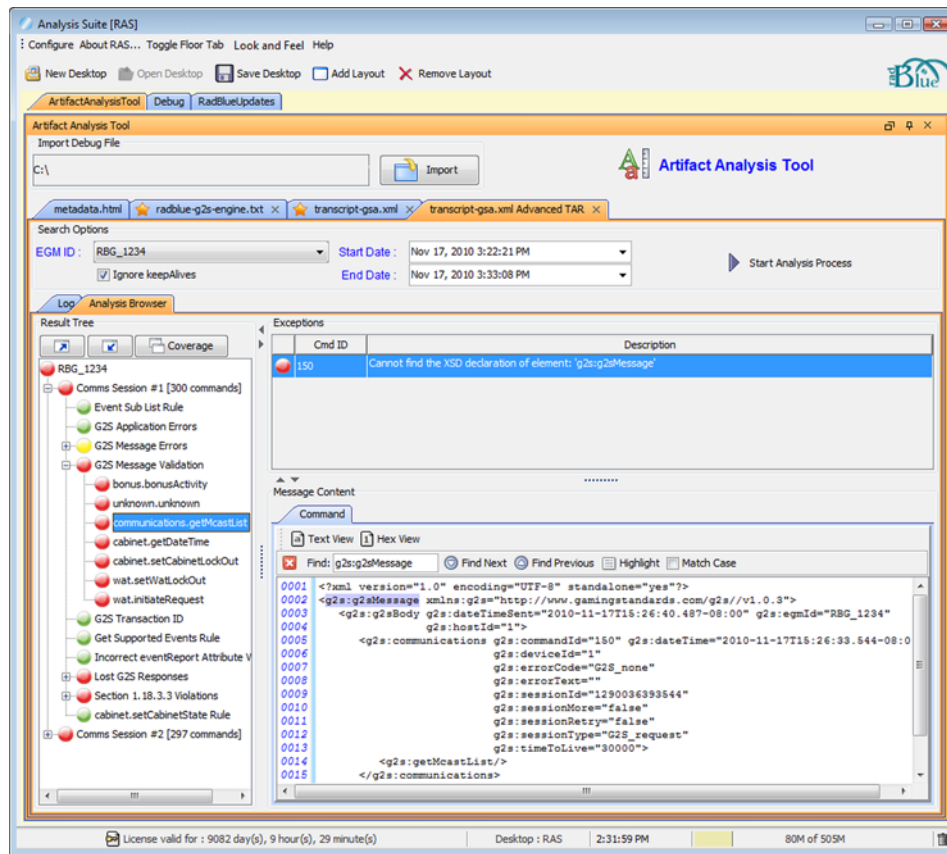 Analysis Suite [RAS]
Configure About RAS... Toggle Floor Tab Look and Feel Help
New Desktop Open Desktop Save Desktop Add Layout Remove Layout
rad Blue
ArtifactAnalysisTool Debug RadBlueUpdates
Artifact Analysis Tool
Import Debug File
C:\ Import
Artifact Analysis Tool
metadata.html radblue-g2s-engine.txt transcript-gsa.xml transcript-gsa.xml Advanced TAR
Search Options
EGM ID : RBG_1234 Start Date : Nov 17, 2010 3:22:21 PM
Start Analysis Process
Ignore keepAlives End Date : Nov 17, 2010 3:33:08 PM
Log Analysis Browser
Result Tree
Coverage
RBG_1234
Comms Session #1 [300 commands]
Event Sub List Rule
G2S Application Errors
G2S Message Errors
G2S Message Validation
bonus.bonusActivity
unknown.unknown
communications.getMcastList
cabinet.getDateTime
cabinet.setCabinetLockOut
wat.setWatLockOut
wat.initiateRequest
G2S Transaction ID
Get Supported Events Rule
Incorrect eventReport Attribute V
Lost G2S Responses
Section 1.18.3.3 Violations
cabinet.setCabinetState Rule
Comms Session #2 [297 commands]
Exceptions
Cmd ID Description
150 Cannot find the XSD declaration of element: 'g2s:g2sMessage'
Message Content
Command
Text View Hex View
Find: g2s:g2sMessage Find Next Find Previous Highlight Match Case
0001 <?xml version="1.0" encoding="UTF-8" standalone="yes"?>
0002 <g2s:g2sMessage xmlns:g2s="http://www.gamingstandards.com/g2s//v1.0.3">
0003 <g2s:g2sBody g2s:dateTimeSent="2010-11-17T15:26:40.487-08:00" g2s:egmId="RBG_1234"
0004 g2s:hostId="1">
0005 <g2s:communications g2s:commandId="150" g2s:dateTime="2010-11-17T15:26:33.544-08:0
0006 g2s:deviceId="1"
0007 g2s:errorCode="G2S_none"
0008 g2s:errorText=""
0009 g2s:sessionId="1290036393544"
0010 g2s:sessionMore="false"
0011 g2s:sessionRetry="false"
0012 g2s:sessionType="G2S_request"
0013 g2s:timeToLive="30000">
0014 <g2s:getMcastList/>
0015 </g2s:communications>
License valid for : 9082 day(s), 9 hour(s), 29 minute(s) Desktop : RAS 2:31:59 PM 80M of 505M